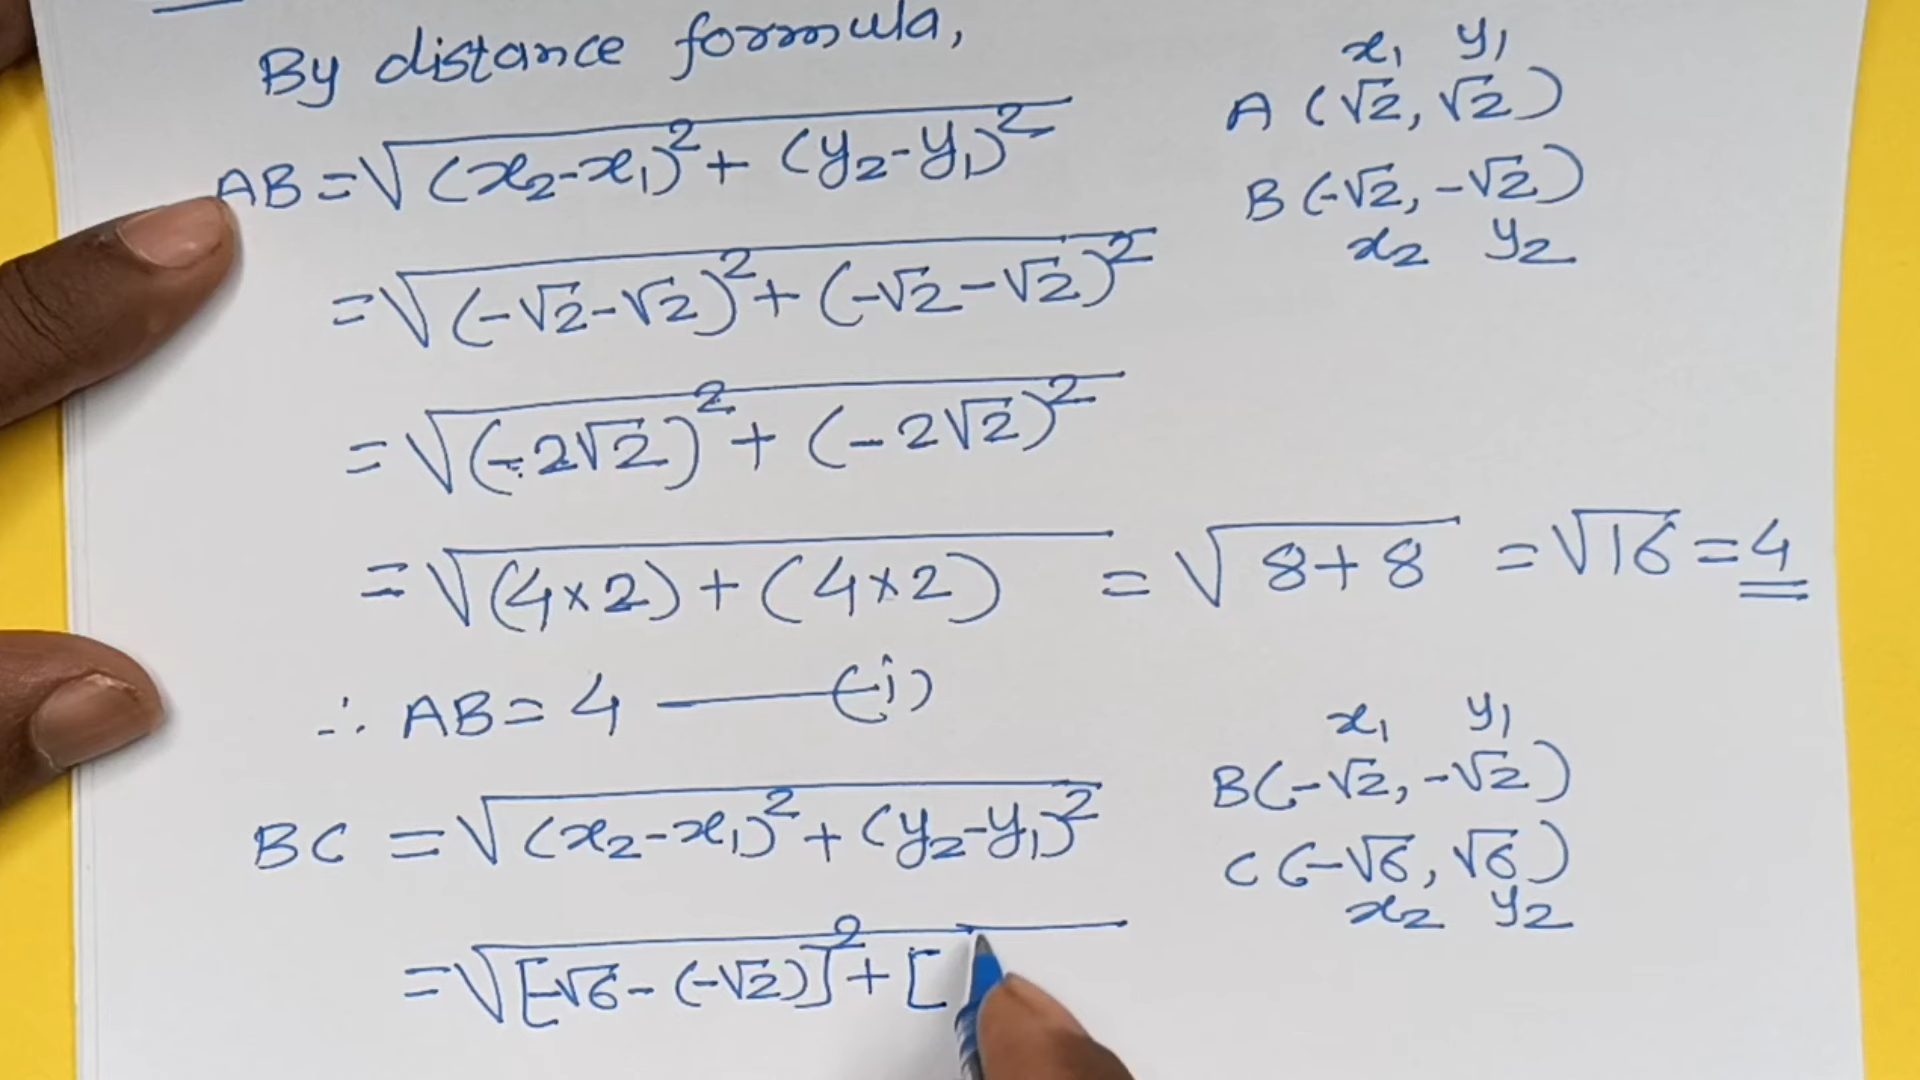 By distance formula,
AB = √(x₂-x₁)² + (y₂-y₁)²
x₁ y₁
A (√2, √2)
B (-√2, -√2)
x₂ y₂
= √(-√2-√2)² + (-√2-√2)²
= √(-2√2)² + (-2√2)²
= √(4×2) + (4×2) = √8+8 = √16 = 4
∴ AB = 4 — (i)
BC = √(x₂-x₁)² + (y₂-y₁)²
x₁ y₁
B(-√2, -√2)
C(-√6, √6)
x₂ y₂
= √[-√6-(-√2)]² + [